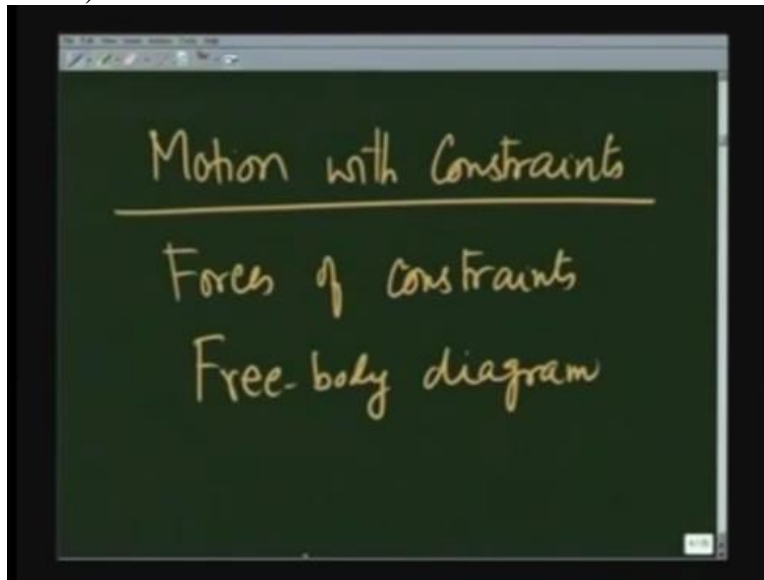 Motion with Constraints
Forces of constraints
Free-body diagram